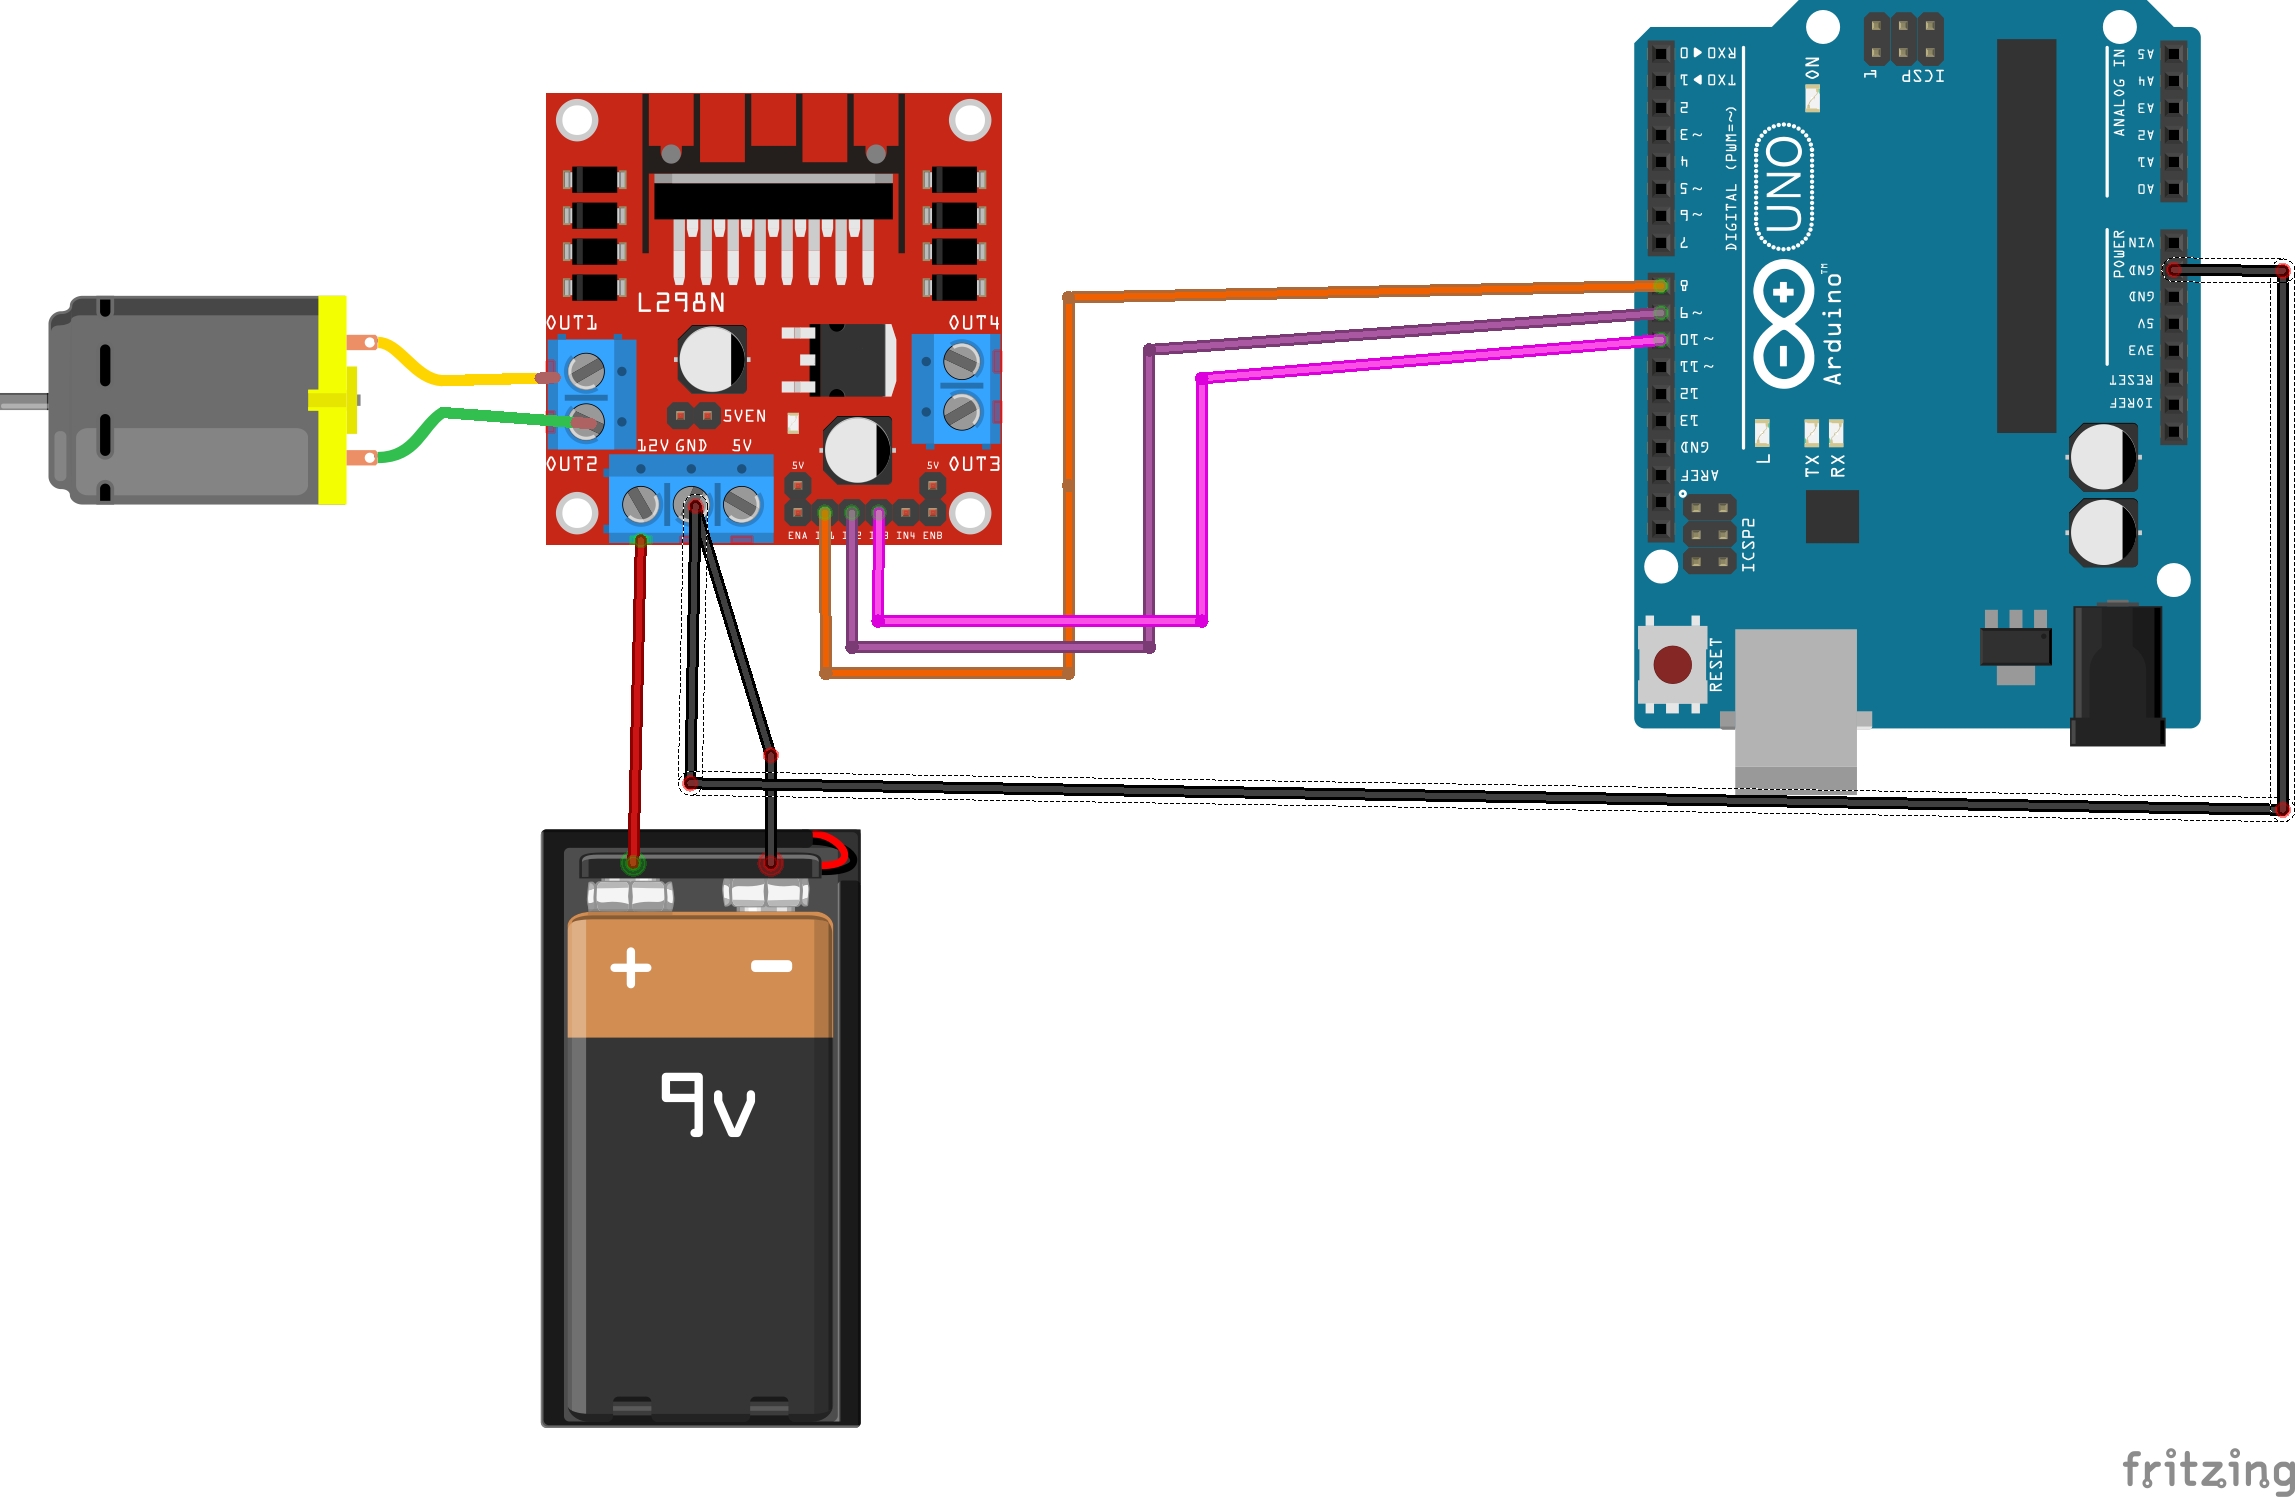 L298N
OUT1
OUT4
5VEN
12V GND 5V
OUT2
OUT3
5V
5V
ENA
IN4 ENB
RX0 ◀ 0
TX0 ▶ 1
2
~3
4
~5
~6
7
8
~9
~10
~11
12
13
GND
AREF
DIGITAL (PWM=~)
1 ICSP
ON
UNO
Arduino™
L
TX
RX
ICSP2
RESET
ANALOG IN
A5
A4
A3
A2
A1
A0
POWER
VIN
GND
GND
5V
3V3
RESET
IOREF
+ −
9v
fritzing